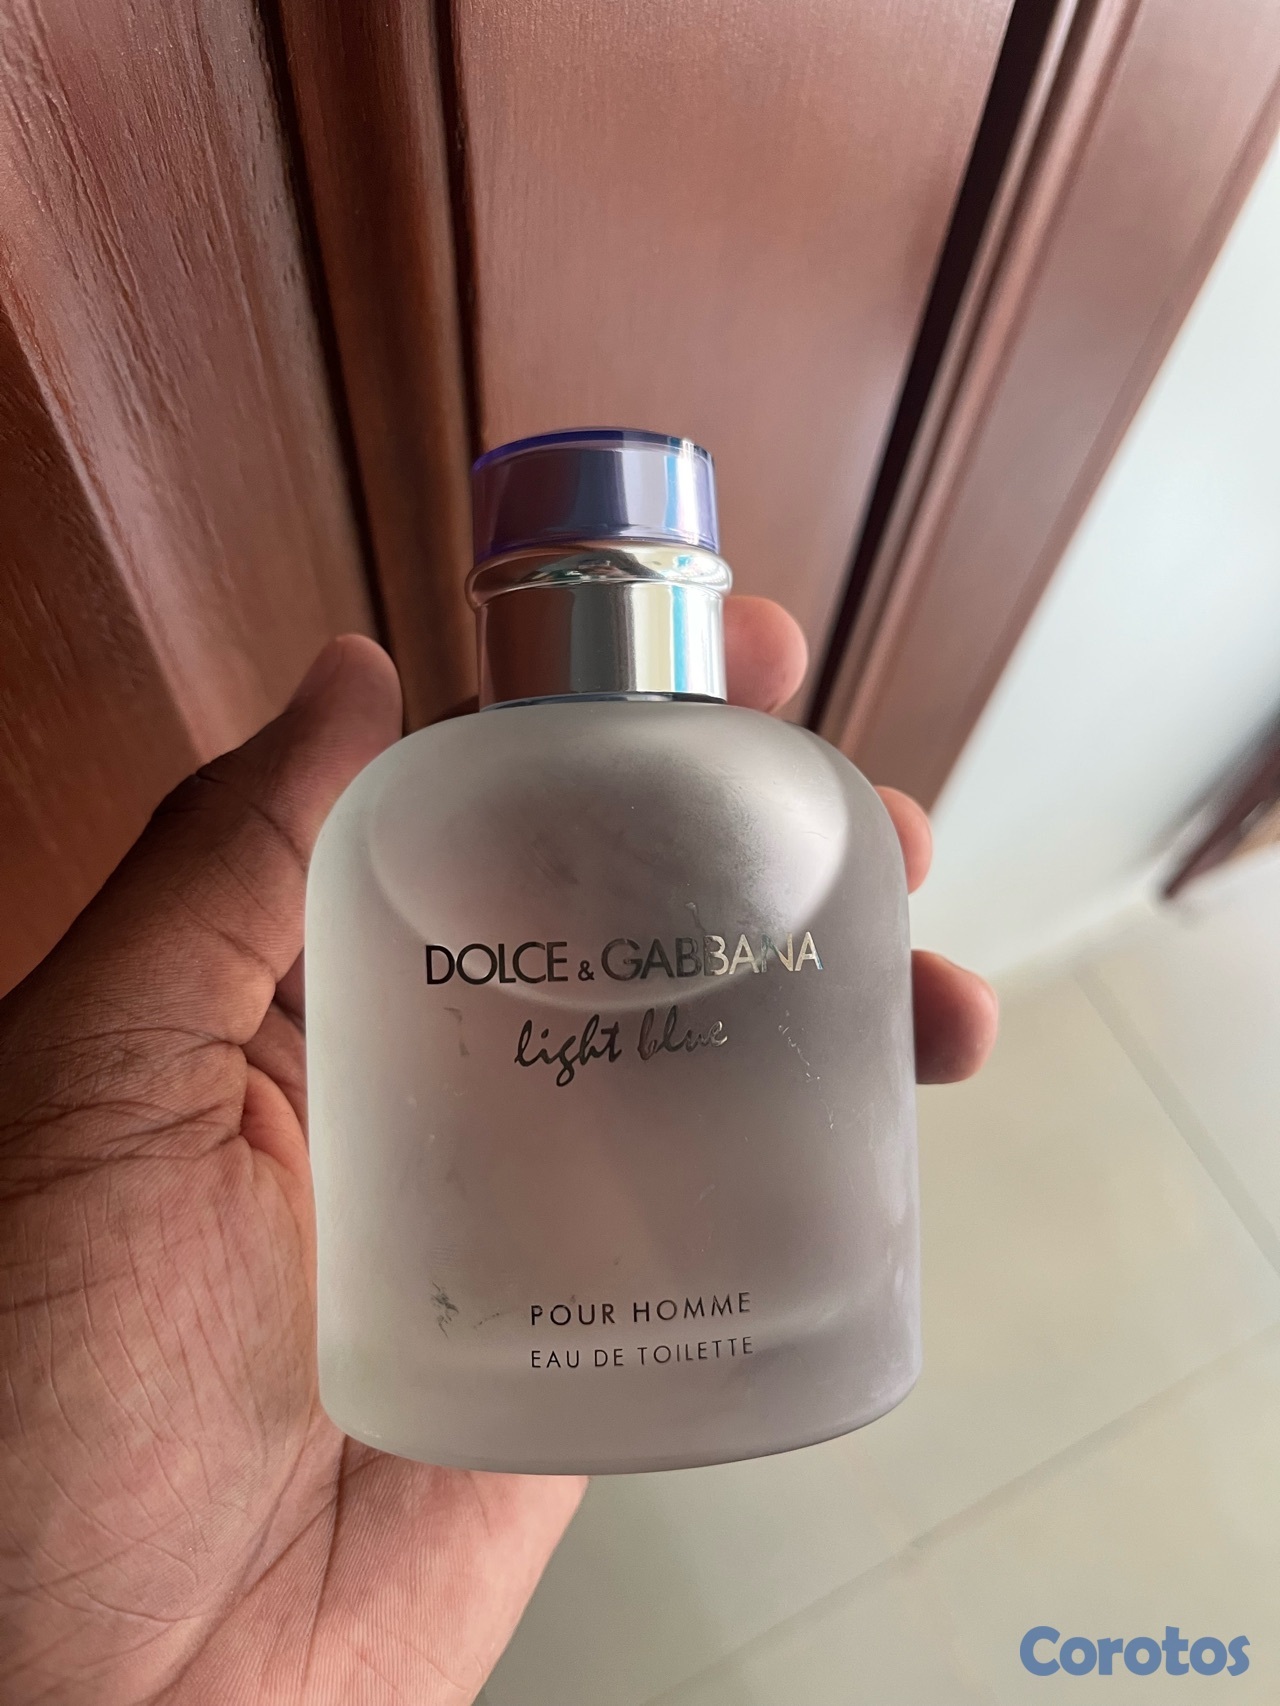 DOLCE & GABBANA
light blue
POUR HOMME
EAU DE TOILETTE
Corotos